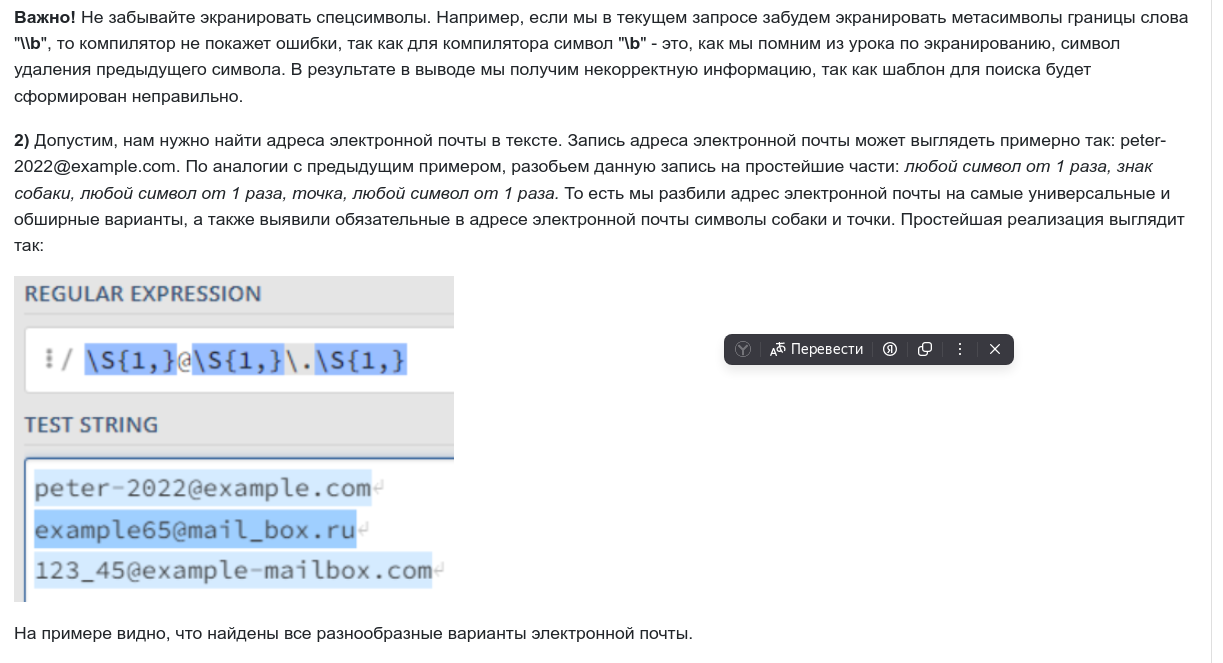 Важно! Не забывайте экранировать спецсимволы. Например, если мы в текущем запросе забудем экранировать метасимволы границы слова
"\\b", то компилятор не покажет ошибки, так как для компилятора символ "\b" - это, как мы помним из урока по экранированию, символ
удаления предыдущего символа. В результате в выводе мы получим некорректную информацию, так как шаблон для поиска будет
сформирован неправильно.
2) Допустим, нам нужно найти адреса электронной почты в тексте. Запись адреса электронной почты может выглядеть примерно так: peter-
2022@example.com. По аналогии с предыдущим примером, разобьем данную запись на простейшие части: любой символ от 1 раза, знак
собаки, любой символ от 1 раза, точка, любой символ от 1 раза. То есть мы разбили адрес электронной почты на самые универсальные и
обширные варианты, а также выявили обязательные в адресе электронной почты символы собаки и точки. Простейшая реализация выглядит
так:
REGULAR EXPRESSION
/ \S{1,}@\S{1,}\.\S{1,}
Перевести
TEST STRING
peter-2022@example.com
example65@mail_box.ru
123_45@example-mailbox.com
На примере видно, что найдены все разнообразные варианты электронной почты.